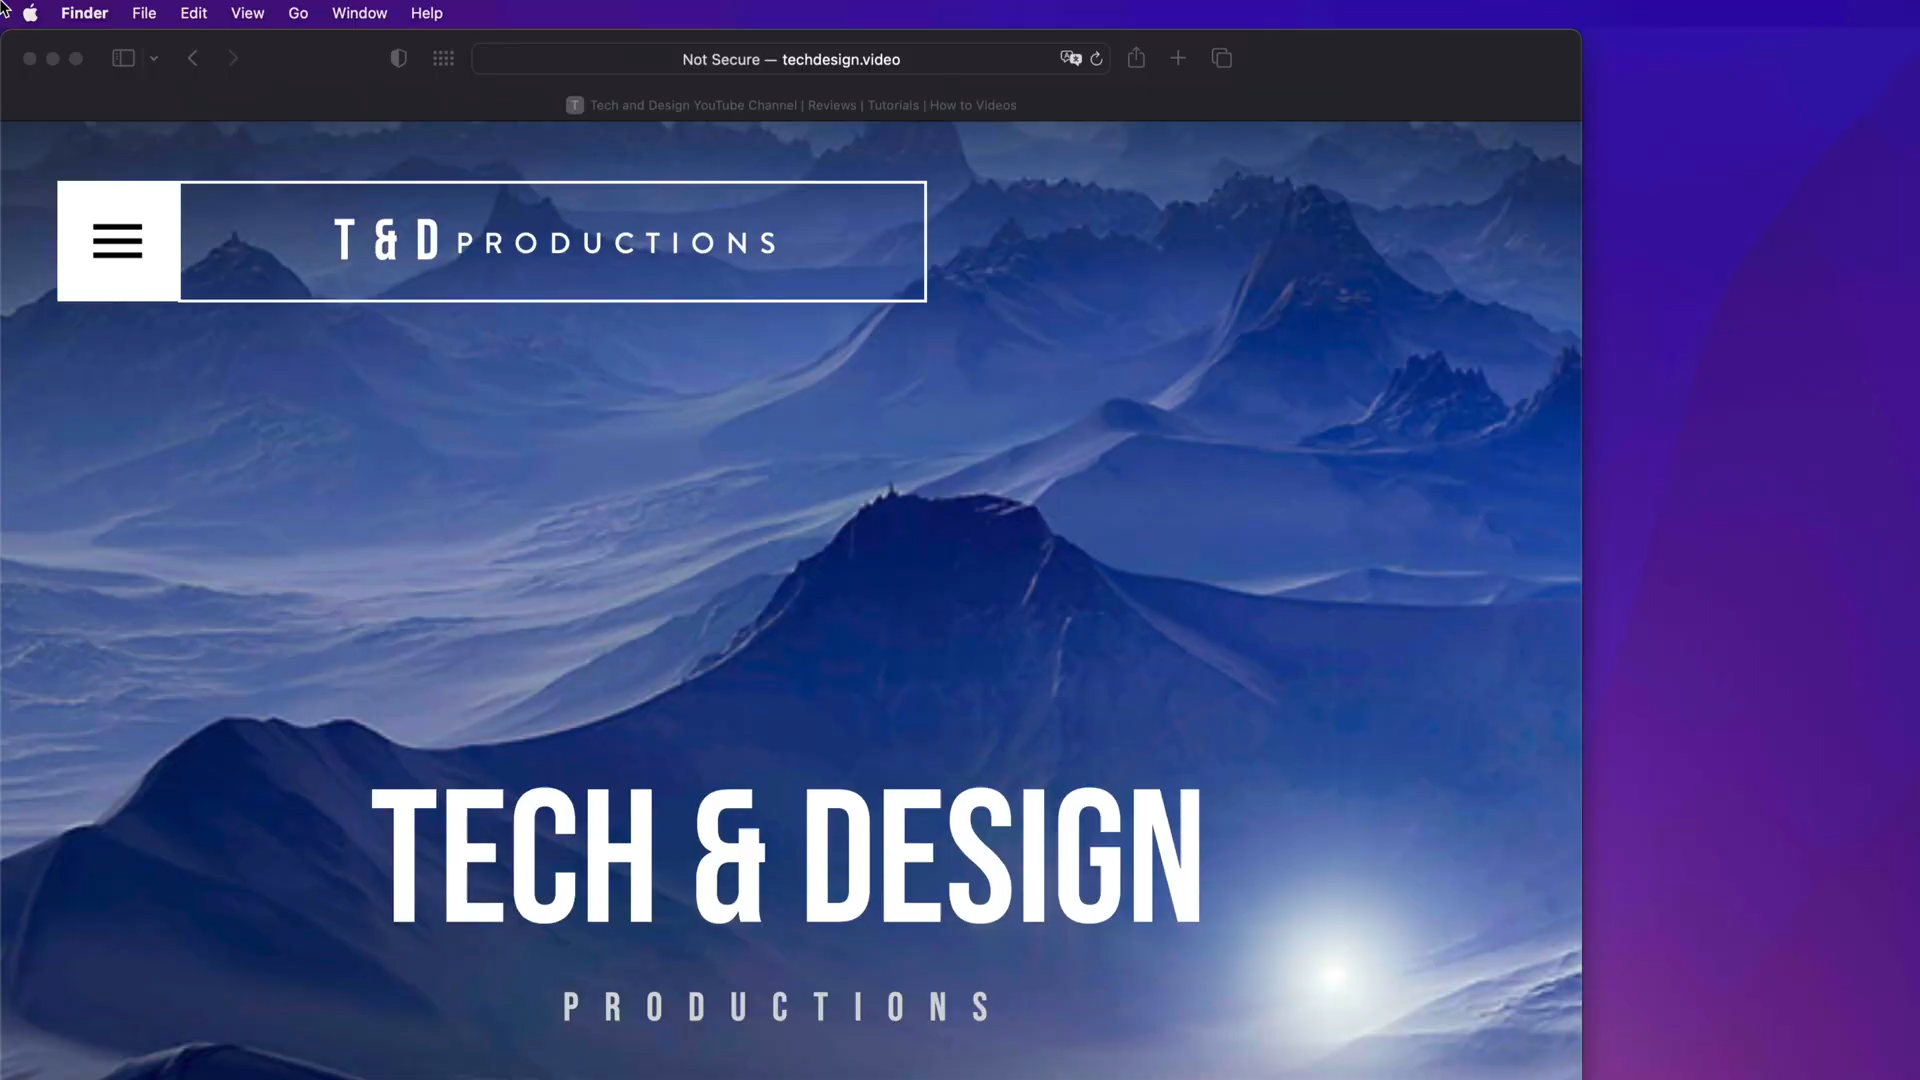 Finder File Edit View Go Window Help
Not Secure — techdesign.video
T Tech and Design YouTube Channel | Reviews | Tutorials | How to Videos
T & D PRODUCTIONS
TECH & DESIGN
PRODUCTIONS